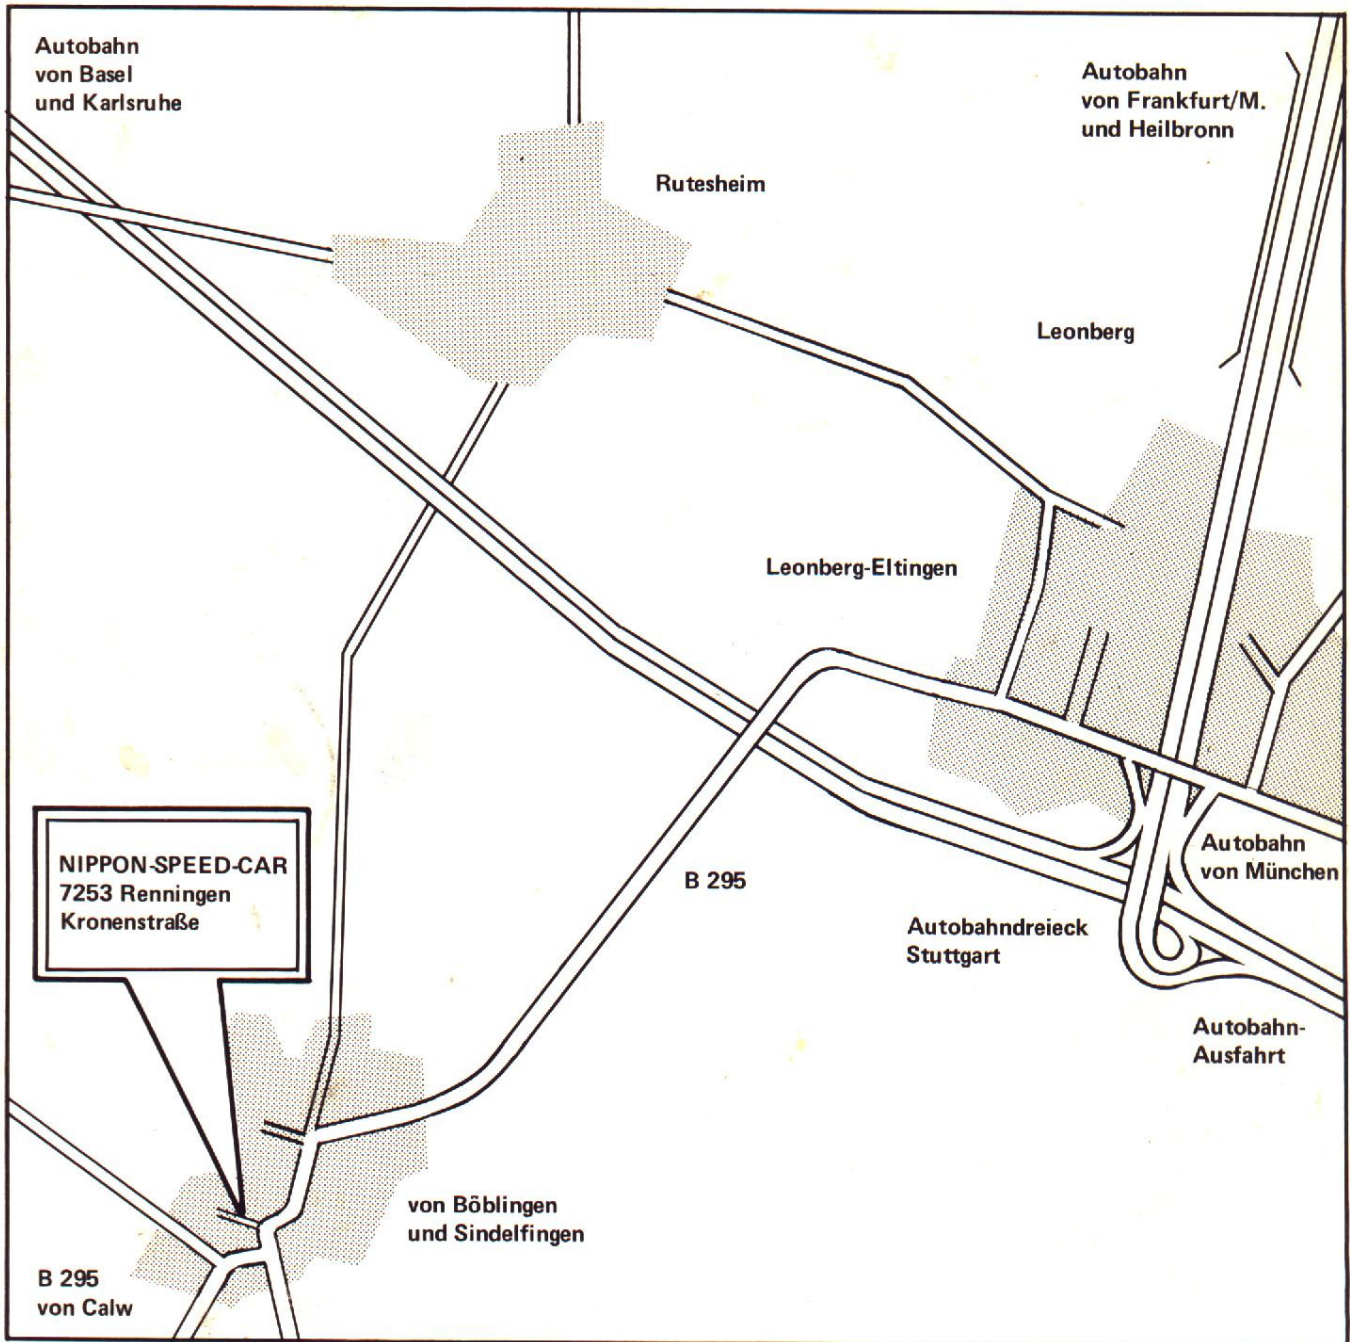 Autobahn
von Basel
und Karlsruhe
Autobahn
von Frankfurt/M.
und Heilbronn
Rutesheim
Leonberg
Leonberg-Eltingen
NIPPON-SPEED-CAR
7253 Renningen
Kronenstraße
B 295
Autobahn
von München
Autobahndreieck
Stuttgart
Autobahn-
Ausfahrt
von Böblingen
und Sindelfingen
B 295
von Calw